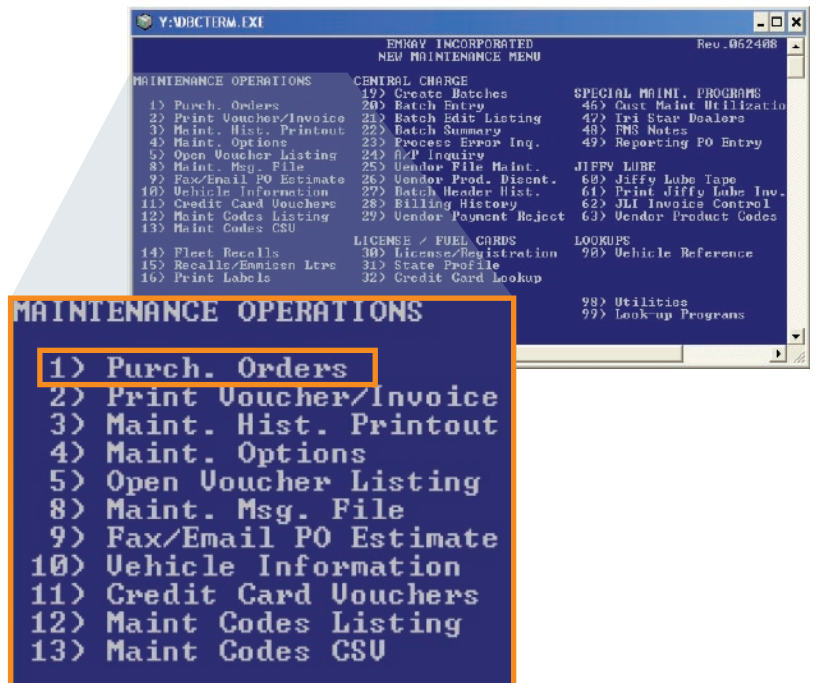 Y:\DBCTERM.EXE
EMKAY INCORPORATED Rev.062408
NEW MAINTENANCE MENU
MAINTENANCE OPERATIONS
1) Purch. Orders
2) Print Voucher/Invoice
3) Maint. Hist. Printout
4) Maint. Options
5) Open Voucher Listing
8) Maint. Msg. File
9) Fax/Email PO Estimate
10) Vehicle Information
11) Credit Card Vouchers
12) Maint Codes Listing
13) Maint Codes CSV
14) Fleet Recalls
15) Recalls/Emmissn Ltrs
16) Print Labels
CENTRAL CHARGE
19) Create Batches
20) Batch Entry
21) Batch Edit Listing
22) Batch Summary
23) Process Error Inq.
24) A/P Inquiry
25) Vendor File Maint.
26) Vendor Prod. Discnt.
27) Batch Header Hist.
28) Billing History
29) Vendor Payment Reject
LICENSE / FUEL CARDS
30) License/Registration
31) State Profile
32) Credit Card Lookup
SPECIAL MAINT. PROGRAMS
46) Cust Maint Utilizatio
47) Tri Star Dealers
48) FMS Notes
49) Reporting PO Entry
JIFFY LUBE
60) Jiffy Lube Tape
61) Print Jiffy Lube Inv.
62) JLI Invoice Control
63) Vendor Product Codes
LOOKUPS
90) Vehicle Reference
98) Utilities
99) Look-up Programs
MAINTENANCE OPERATIONS
1) Purch. Orders
2) Print Voucher/Invoice
3) Maint. Hist. Printout
4) Maint. Options
5) Open Voucher Listing
8) Maint. Msg. File
9) Fax/Email PO Estimate
10) Vehicle Information
11) Credit Card Vouchers
12) Maint Codes Listing
13) Maint Codes CSV